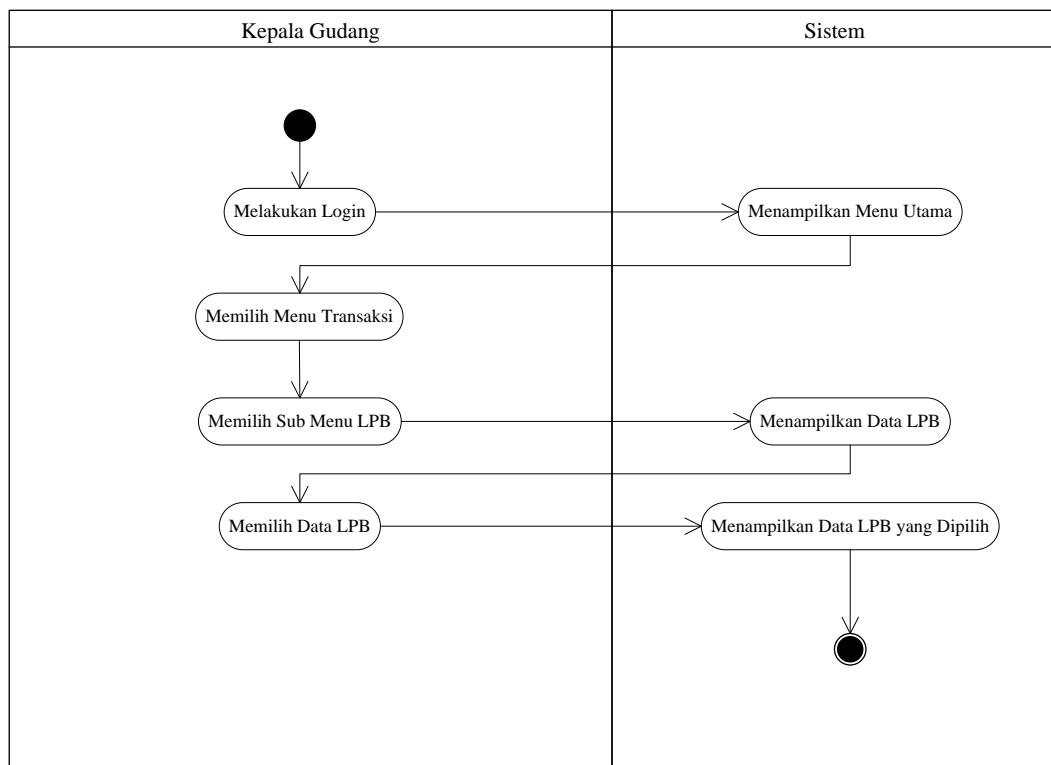 Kepala Gudang
Sistem
Melakukan Login
Menampilkan Menu Utama
Memilih Menu Transaksi
Memilih Sub Menu LPB
Menampilkan Data LPB
Memilih Data LPB
Menampilkan Data LPB yang Dipilih